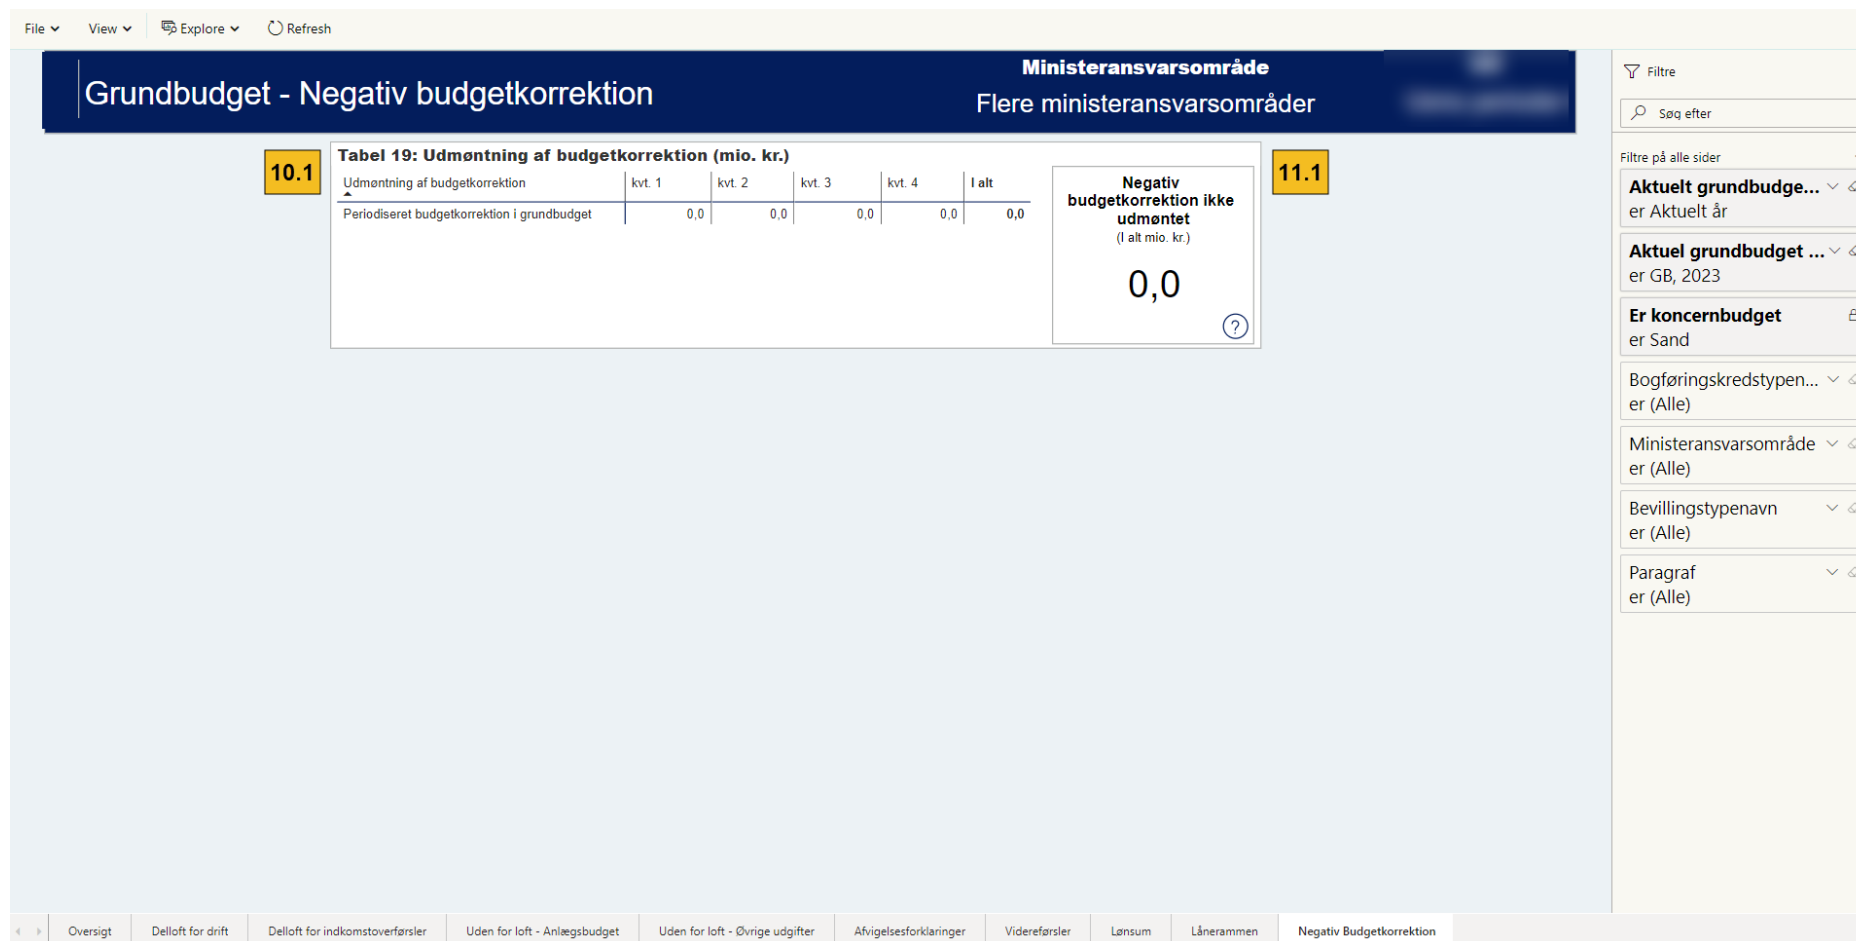 File View Explore Refresh
Grundbudget - Negativ budgetkorrektion
Ministeransvarsområde
Flere ministeransvarsområder
10.1
Tabel 19: Udmøntning af budgetkorrektion (mio. kr.)
Udmøntning af budgetkorrektion kvt. 1 kvt. 2 kvt. 3 kvt. 4 I alt
Periodiseret budgetkorrektion i grundbudget 0,0 0,0 0,0 0,0 0,0
Negativ
budgetkorrektion ikke
udmøntet
(I alt mio. kr.)
0,0
?
11.1
Filtre
Søg efter
Filtre på alle sider
Aktuelt grundbudge...
er Aktuelt år
Aktuel grundbudget ...
er GB, 2023
Er koncernbudget
er Sand
Bogføringskredstypen...
er (Alle)
Ministeransvarsområde
er (Alle)
Bevillingstypenavn
er (Alle)
Paragraf
er (Alle)
Oversigt Delloft for drift Delloft for indkomstoverførsler Uden for loft - Anlægsbudget Uden for loft - Øvrige udgifter Afvigelsesforklaringer Videreførsler Lønsum Lånerammen Negativ Budgetkorrektion